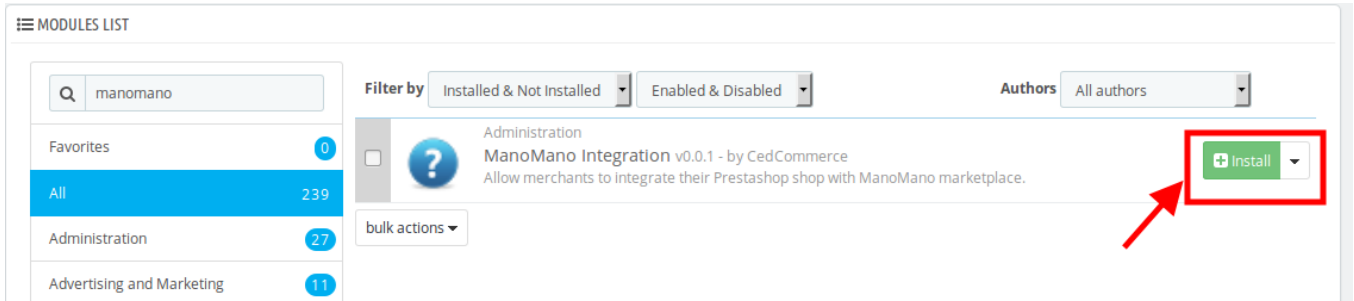 MODULES LIST
manomano
Favorites 0
All 239
Administration 27
Advertising and Marketing 11
Filter by Installed & Not Installed Enabled & Disabled Authors All authors
Administration
ManoMano Integration v0.0.1 - by CedCommerce
Allow merchants to integrate their Prestashop shop with ManoMano marketplace.
Install
bulk actions